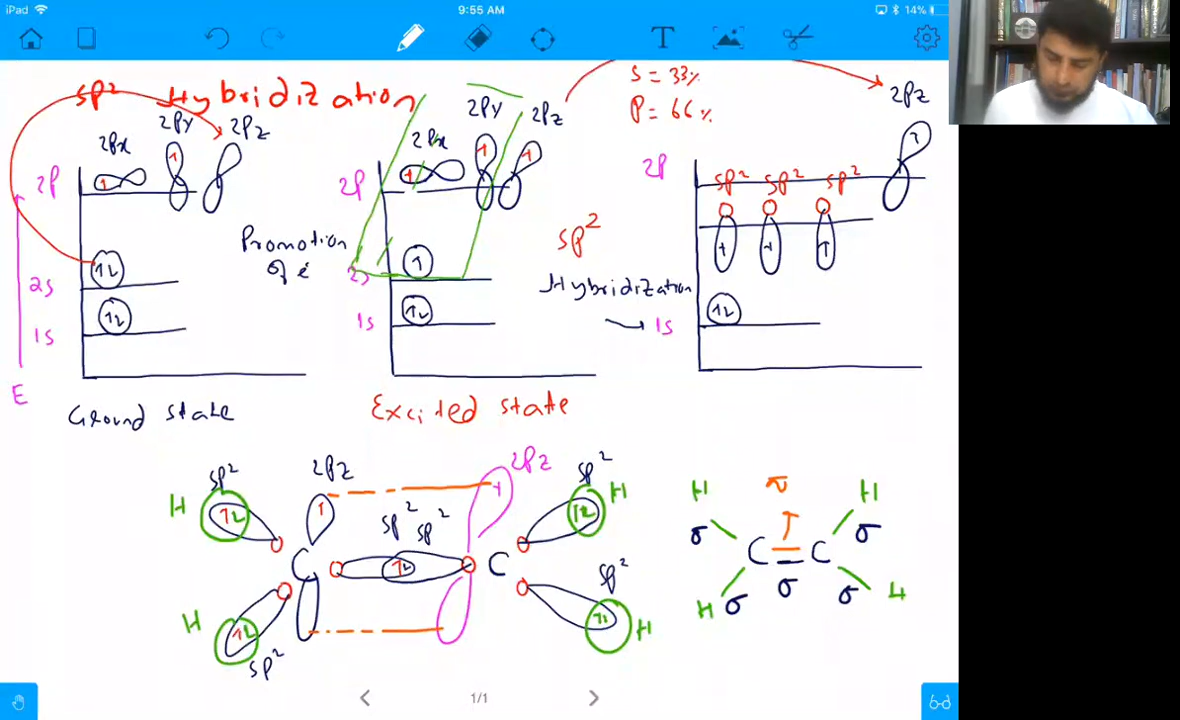 iPad
9:55 AM
14%
T
sp² Hybridization
S = 33%
P = 66%
2Px
2Py
2Pz
2P
2s
1s
E
Promotion
of e
Ground state
2Px
2Py
2Pz
2P
2s
1s
Excited state
sp²
Hybridization
2Pz
2P
sp² sp² sp²
1s
H sp² 2Pz
sp² sp²
2Pz
sp² H
C C
H sp²
sp² H
H π H
σ σ
C C
H σ σ σ H
1/1